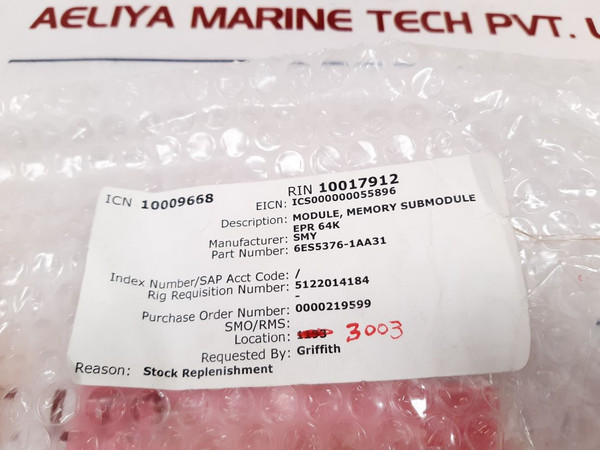 AELIYA MARINE TECH PVT.
ICN 10009668
RIN 10017912
EICN: ICS000000055896
Description: MODULE, MEMORY SUBMODULE
EPR 64K
Manufacturer: SMY
Part Number: 6ES5376-1AA31
Index Number/SAP Acct Code: /
Rig Requisition Number: 5122014184
-
Purchase Order Number: 0000219599
SMO/RMS:
Location: 3003
Requested By: Griffith
Reason: Stock Replenishment